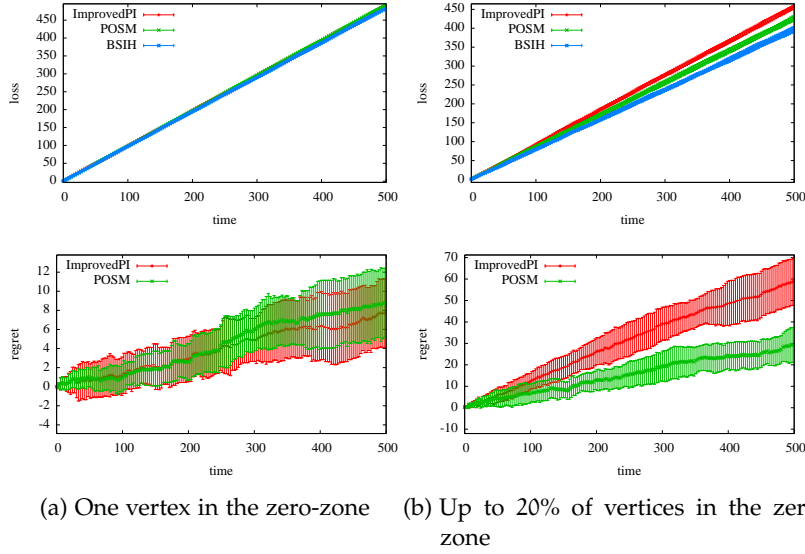 450
400
350
300
250
200
150
100
50
0
loss
ImprovedPI
POSM
BSIH
0 100 200 300 400 500
time
450
400
350
300
250
200
150
100
50
0
loss
ImprovedPI
POSM
BSIH
0 100 200 300 400 500
time
12
10
8
6
4
2
0
-2
-4
regret
ImprovedPI
POSM
0 100 200 300 400 500
time
70
60
50
40
30
20
10
0
-10
regret
ImprovedPI
POSM
0 100 200 300 400 500
time
(a) One vertex in the zero-zone
(b) Up to 20% of vertices in the zer
zone